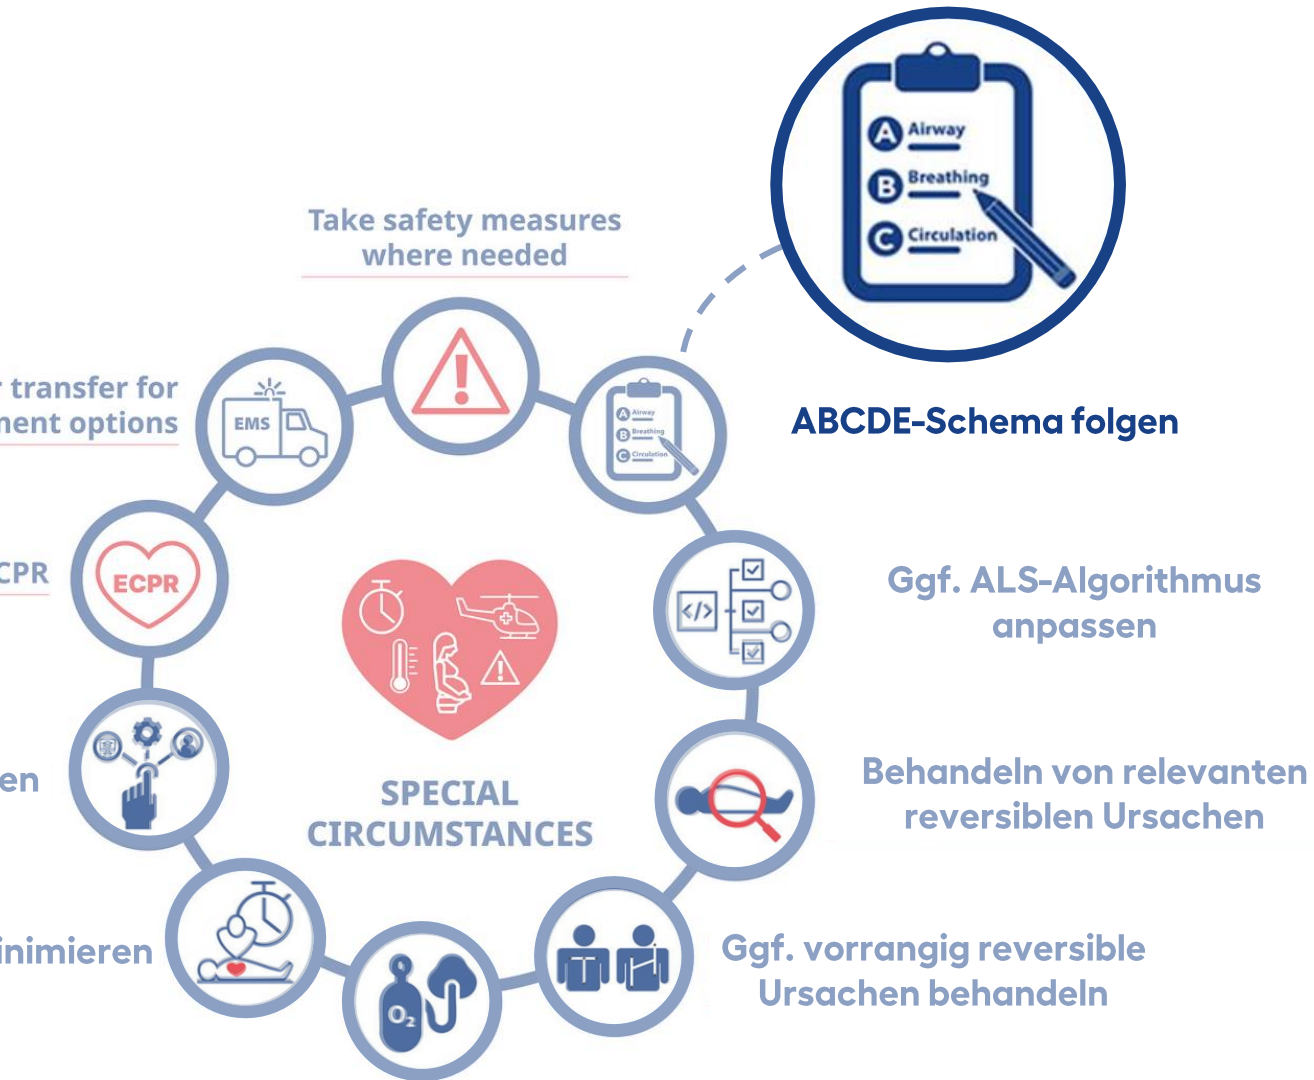 A Airway
B Breathing
C Circulation
Take safety measures
where needed
transfer for
ment options
EMS
A Airway
B Breathing
C Circulation
ABCDE-Schema folgen
CPR
ECPR
</>
Ggf. ALS-Algorithmus
anpassen
SPECIAL
CIRCUMSTANCES
en
Behandeln von relevanten
reversiblen Ursachen
inimieren
O₂
Ggf. vorrangig reversible
Ursachen behandeln